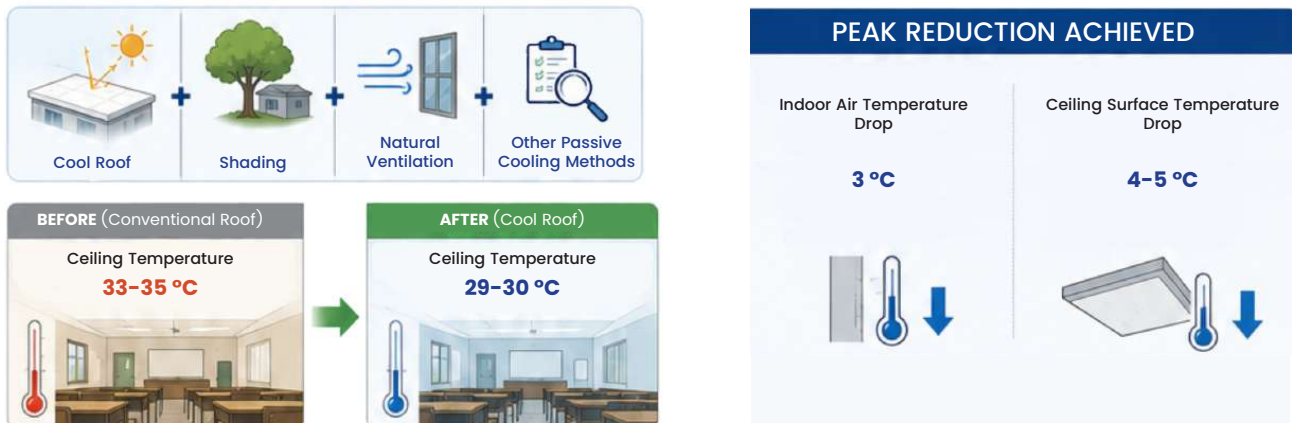 Cool Roof
Shading
Natural
Ventilation
Other Passive
Cooling Methods
BEFORE (Conventional Roof)
Ceiling Temperature
33-35 °C
AFTER (Cool Roof)
Ceiling Temperature
29-30 °C
PEAK REDUCTION ACHIEVED
Indoor Air Temperature
Drop
3 °C
Ceiling Surface Temperature
Drop
4-5 °C